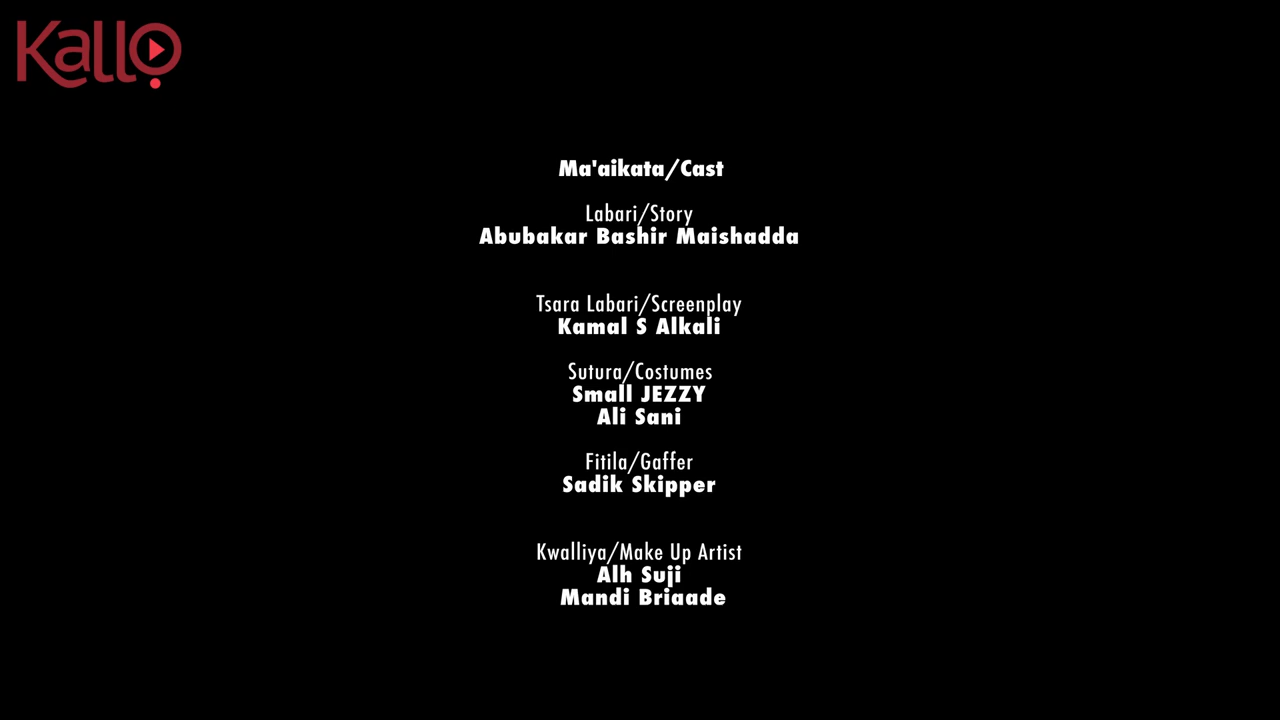 Kallo
Ma'aikata/Cast
Labari/Story
Abubakar Bashir Maishadda
Tsara Labari/Screenplay
Kamal S Alkali
Sutura/Costumes
Small JEZZY
Ali Sani
Fitila/Gaffer
Sadik Skipper
Kwalliya/Make Up Artist
Alh Suji
Mandi Briaade